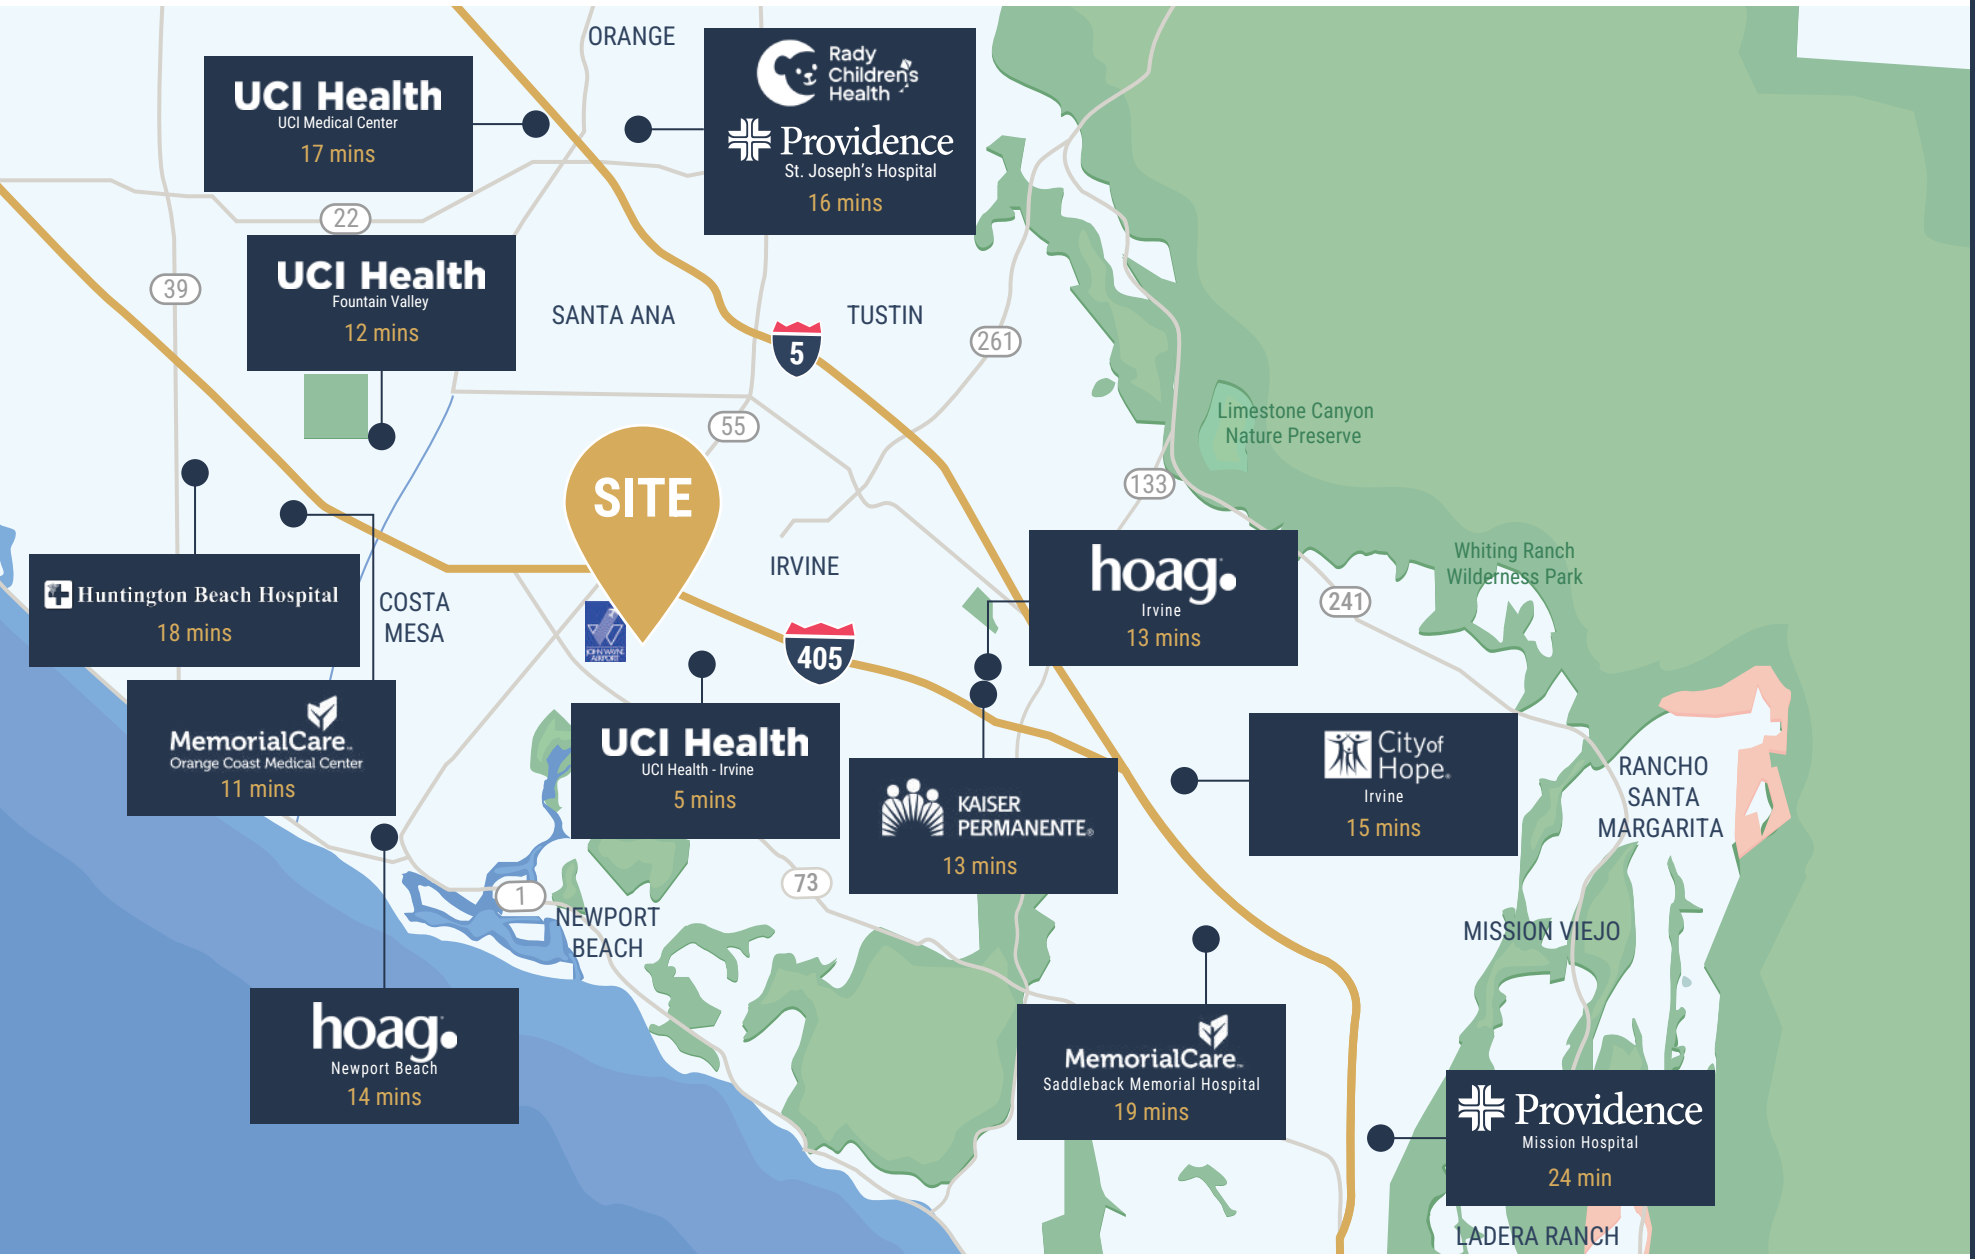 ORANGE
UCI Health
UCI Medical Center
17 mins
Rady
Children's
Health
Providence
St. Joseph's Hospital
16 mins
22
UCI Health
Fountain Valley
12 mins
39
SANTA ANA
TUSTIN
5
261
55
Limestone Canyon
Nature Preserve
SITE
133
IRVINE
hoag.
Irvine
13 mins
Whiting Ranch
Wilderness Park
241
Huntington Beach Hospital
18 mins
COSTA
MESA
JOHN WAYNE
AIRPORT
405
MemorialCare™
Orange Coast Medical Center
11 mins
UCI Health
UCI Health - Irvine
5 mins
KAISER
PERMANENTE®
13 mins
City of
Hope®
Irvine
15 mins
RANCHO
SANTA
MARGARITA
73
1
NEWPORT
BEACH
MISSION VIEJO
hoag.
Newport Beach
14 mins
MemorialCare™
Saddleback Memorial Hospital
19 mins
Providence
Mission Hospital
24 min
LADERA RANCH